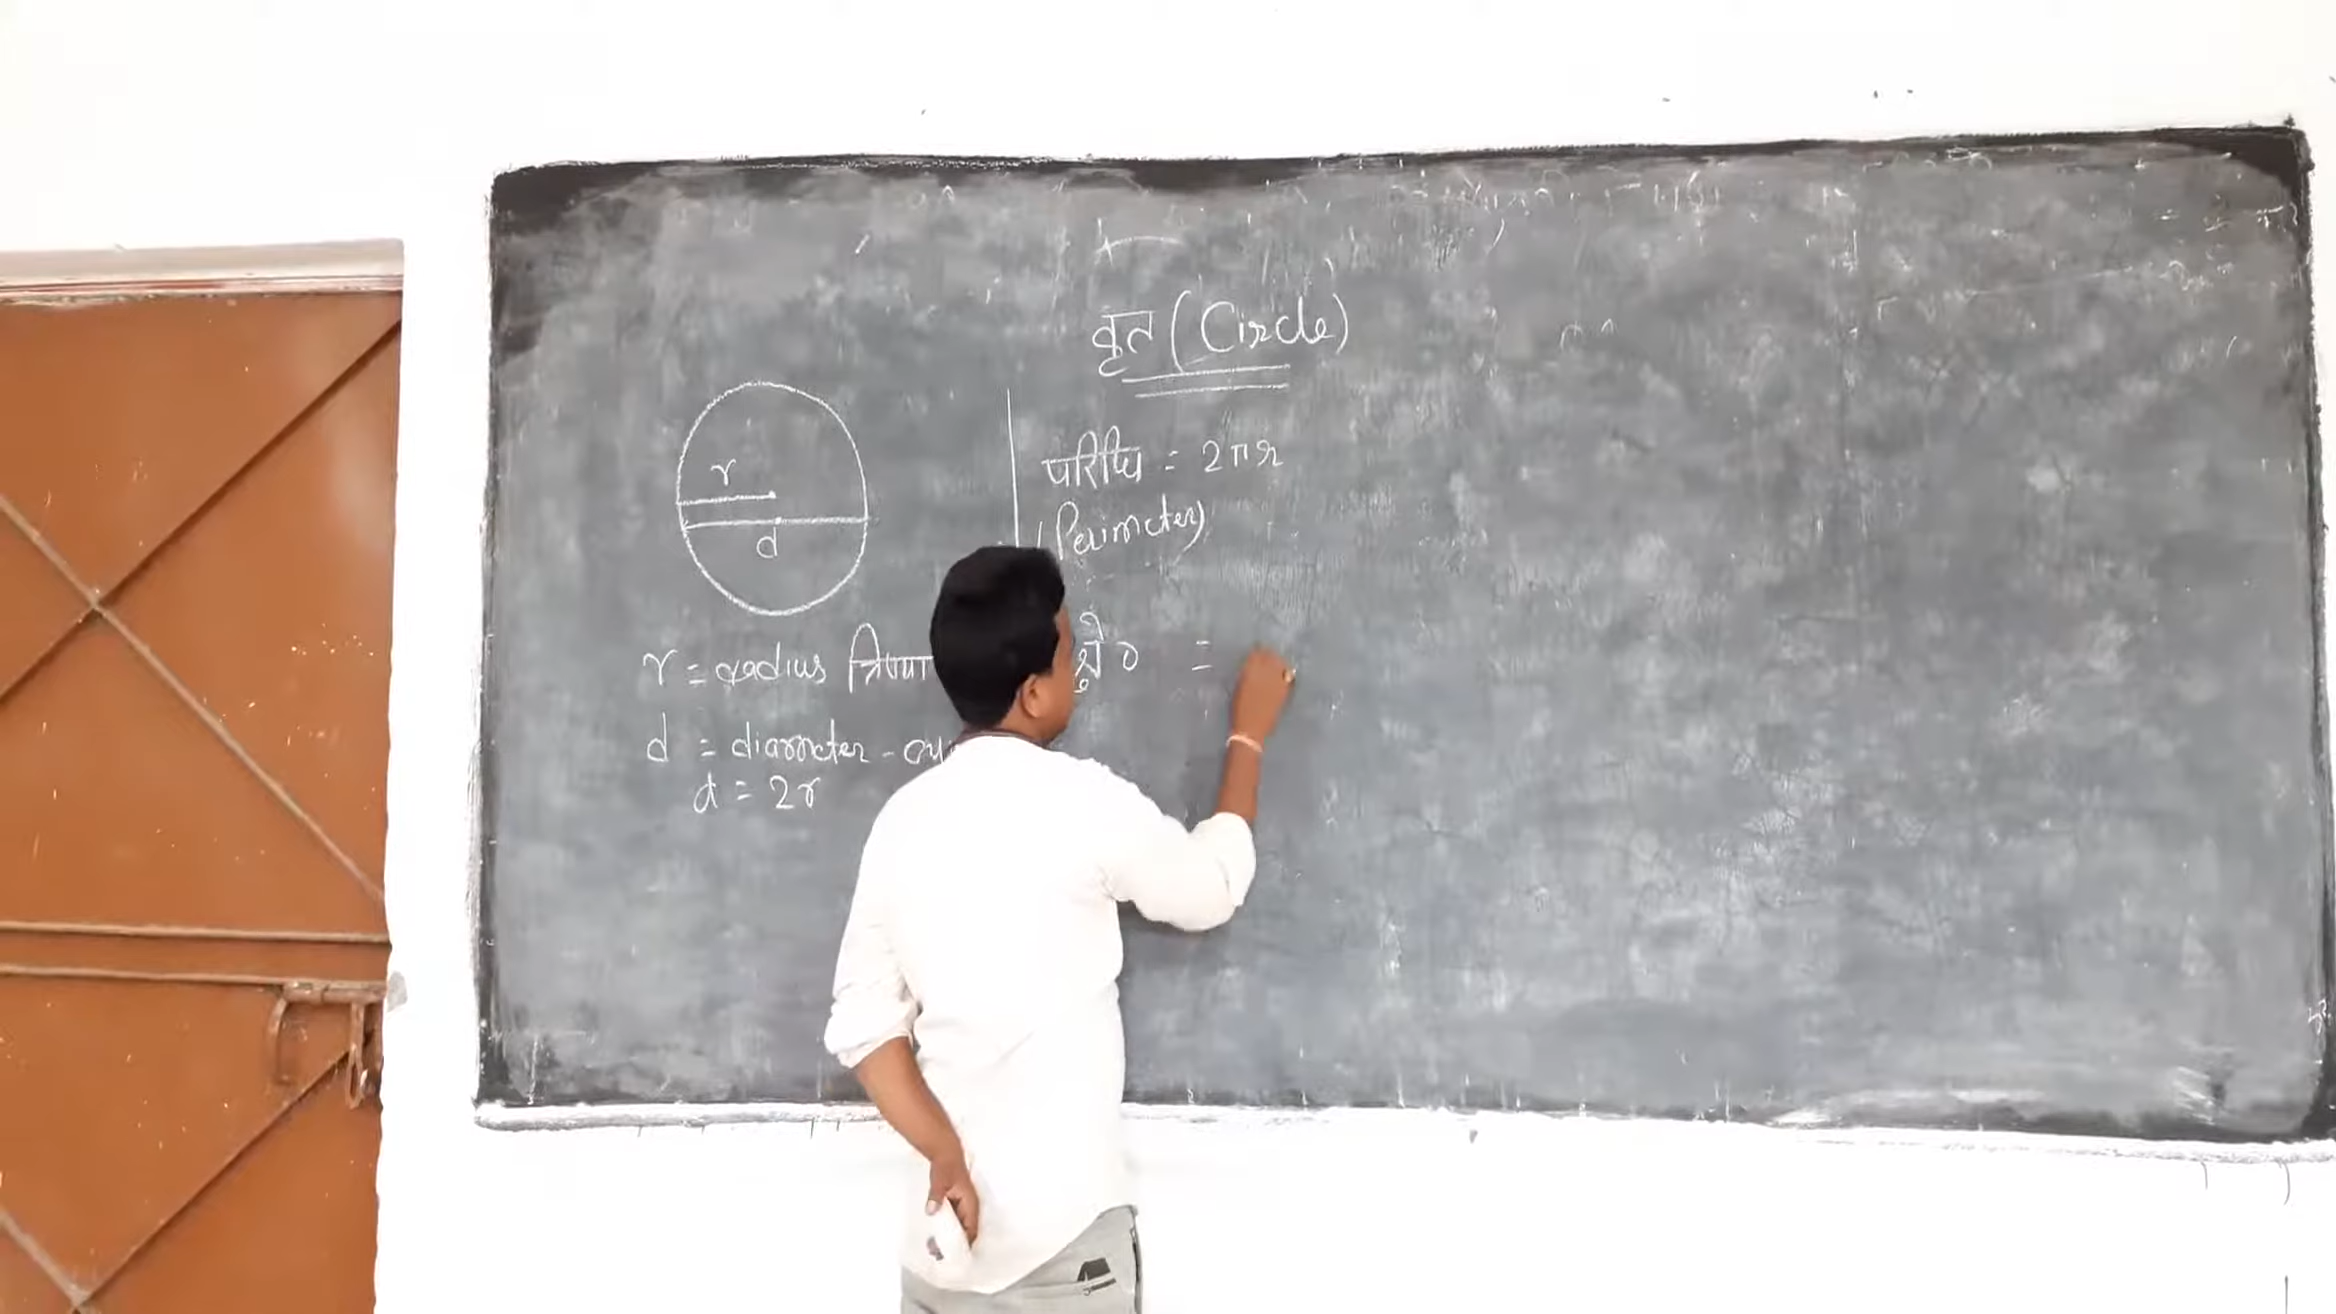 वृत (Circle)
r
d
r = radius त्रिज्या
d = diameter -
d = 2r
परिधि = 2πr
(Perimeter)
=